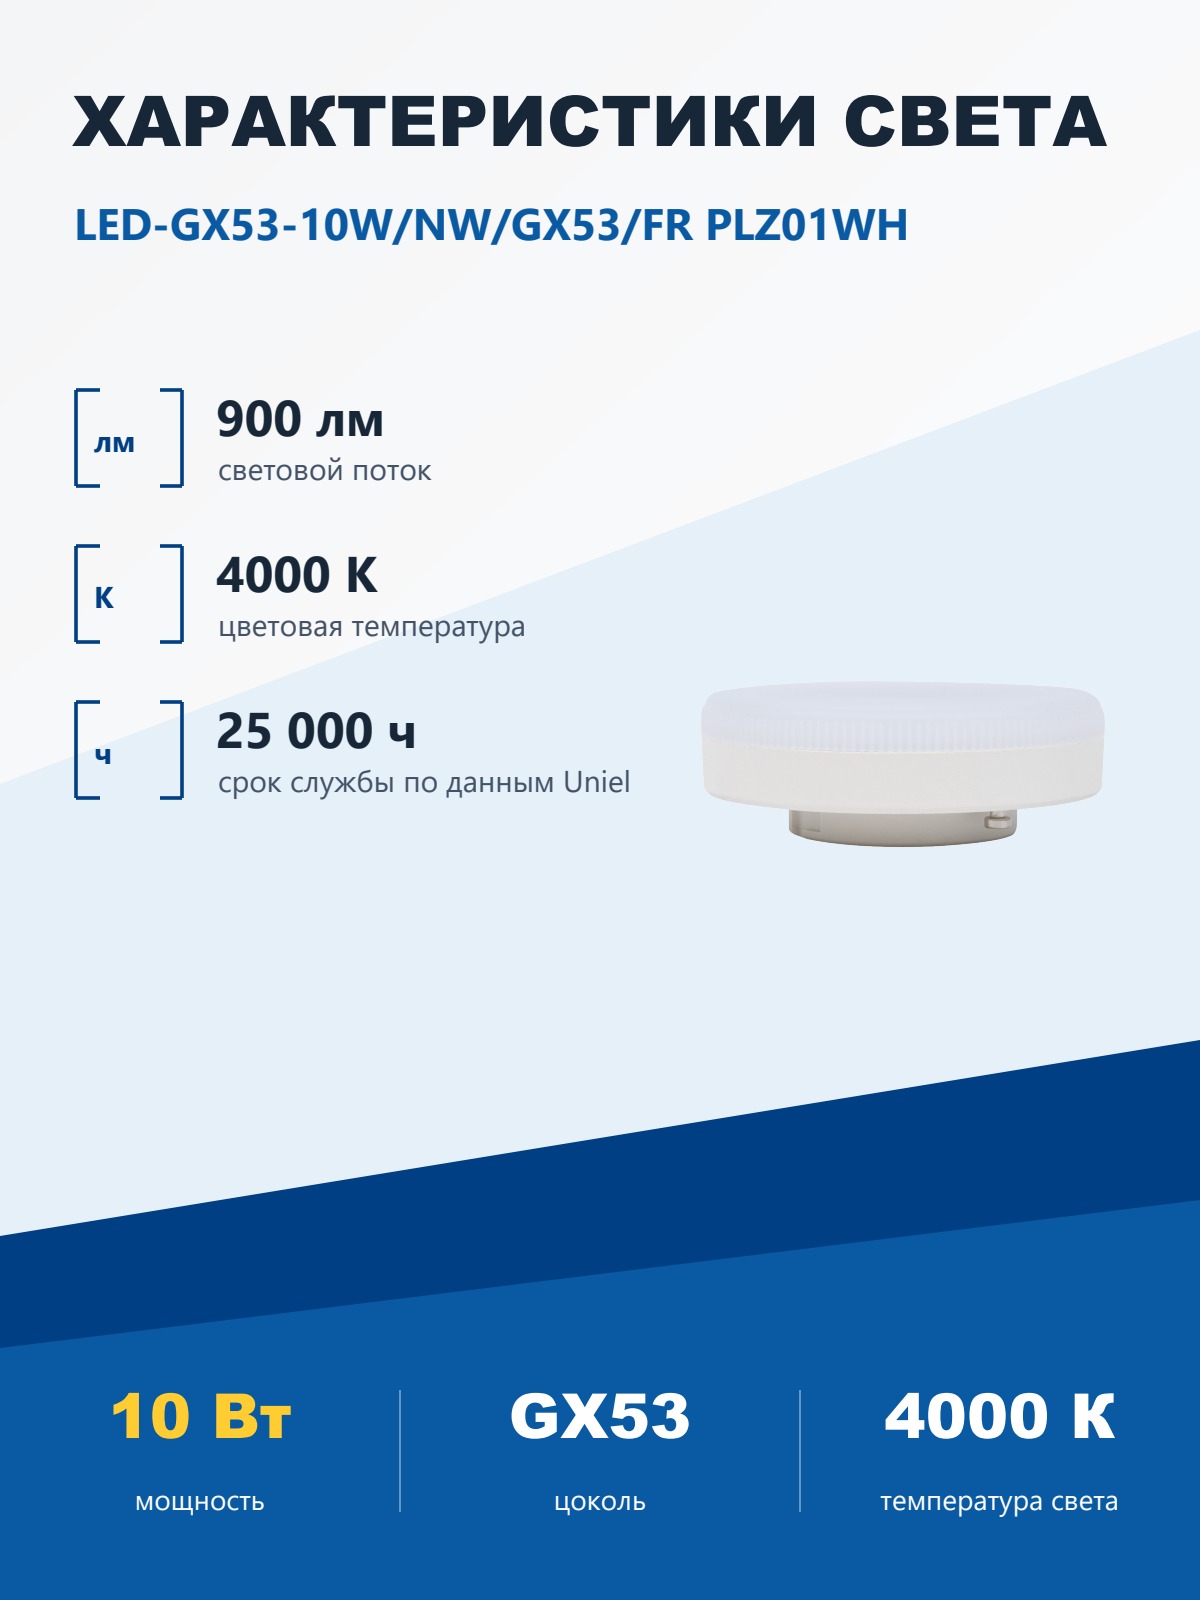 ХАРАКТЕРИСТИКИ СВЕТА
LED-GX53-10W/NW/GX53/FR PLZ01WH
лм
900 лм
световой поток
К
4000 К
цветовая температура
ч
25 000 ч
срок службы по данным Uniel
10 Вт
мощность
GX53
цоколь
4000 К
температура света